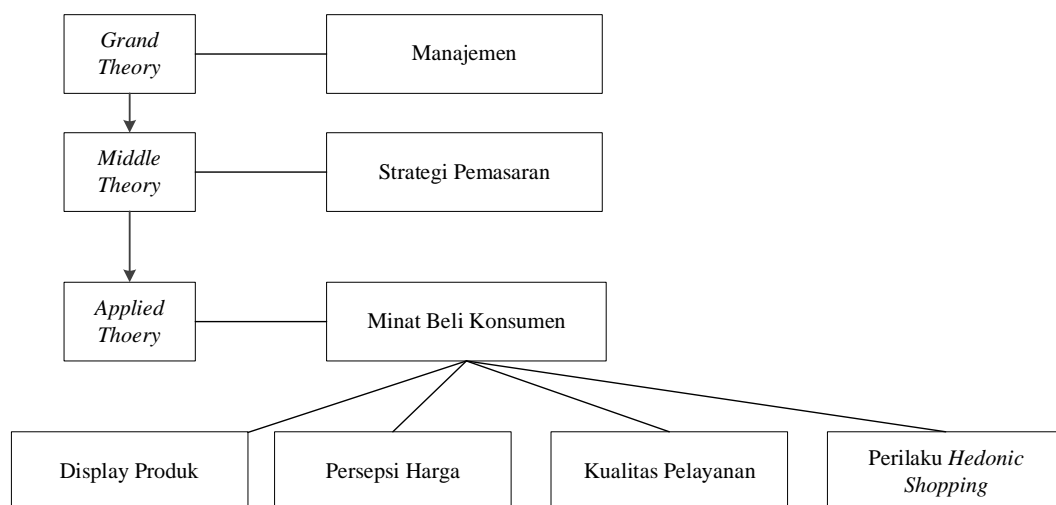 Grand
Theory
Manajemen
Middle
Theory
Strategi Pemasaran
Applied
Thoery
Minat Beli Konsumen
Display Produk
Persepsi Harga
Kualitas Pelayanan
Perilaku Hedonic
Shopping